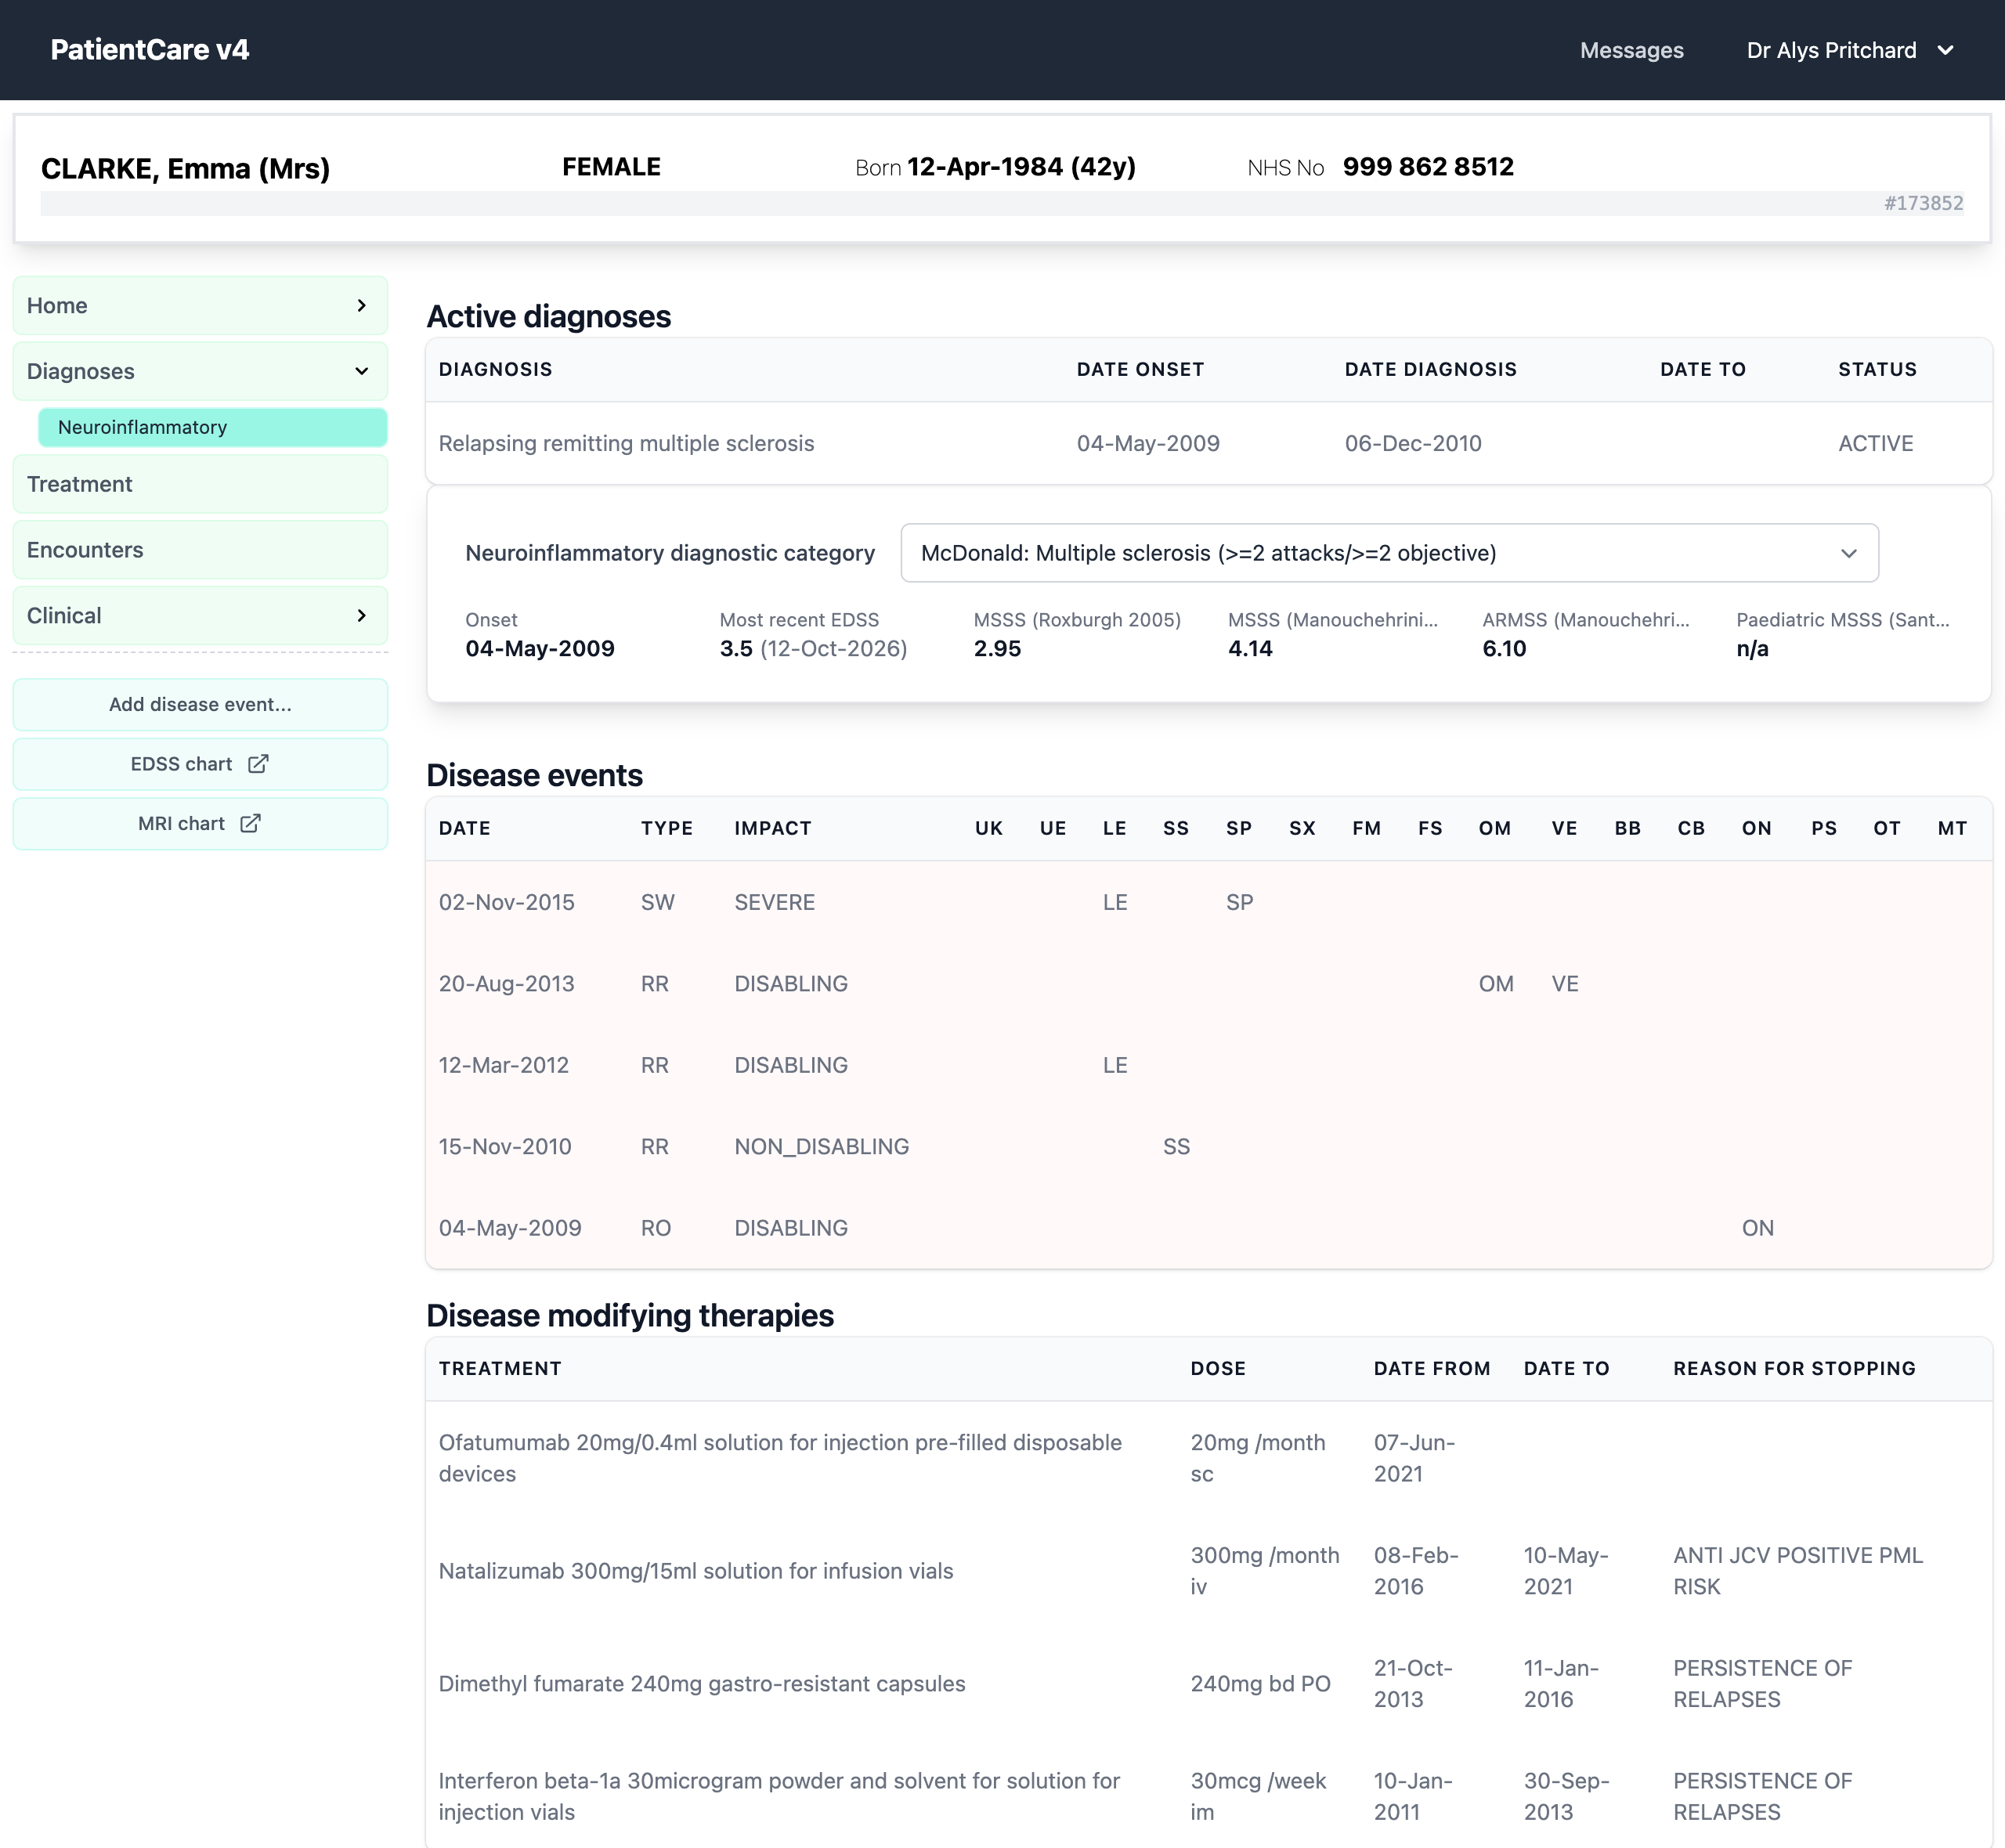 PatientCare v4
Messages
Dr Alys Pritchard
CLARKE, Emma (Mrs)
FEMALE
Born 12-Apr-1984 (42y)
NHS No 999 862 8512
#173852
Home
Diagnoses
Neuroinflammatory
Treatment
Encounters
Clinical
Add disease event...
EDSS chart
MRI chart
Active diagnoses
DIAGNOSIS DATE ONSET DATE DIAGNOSIS DATE TO STATUS
Relapsing remitting multiple sclerosis 04-May-2009 06-Dec-2010 ACTIVE
Neuroinflammatory diagnostic category McDonald: Multiple sclerosis (>=2 attacks/>=2 objective)
Onset Most recent EDSS MSSS (Roxburgh 2005) MSSS (Manouchehrini... ARMSS (Manouchehri... Paediatric MSSS (Sant...
04-May-2009 3.5 (12-Oct-2026) 2.95 4.14 6.10 n/a
Disease events
DATE TYPE IMPACT UK UE LE SS SP SX FM FS OM VE BB CB ON PS OT MT
02-Nov-2015 SW SEVERE LE SP
20-Aug-2013 RR DISABLING OM VE
12-Mar-2012 RR DISABLING LE
15-Nov-2010 RR NON_DISABLING SS
04-May-2009 RO DISABLING ON
Disease modifying therapies
TREATMENT DOSE DATE FROM DATE TO REASON FOR STOPPING
Ofatumumab 20mg/0.4ml solution for injection pre-filled disposable 20mg /month 07-Jun-
devices sc 2021
300mg /month 08-Feb- 10-May- ANTI JCV POSITIVE PML
Natalizumab 300mg/15ml solution for infusion vials
iv 2016 2021 RISK
21-Oct- 11-Jan- PERSISTENCE OF
Dimethyl fumarate 240mg gastro-resistant capsules 240mg bd PO
2013 2016 RELAPSES
Interferon beta-1a 30microgram powder and solvent for solution for 30mcg /week 10-Jan- 30-Sep- PERSISTENCE OF
injection vials im 2011 2013 RELAPSES